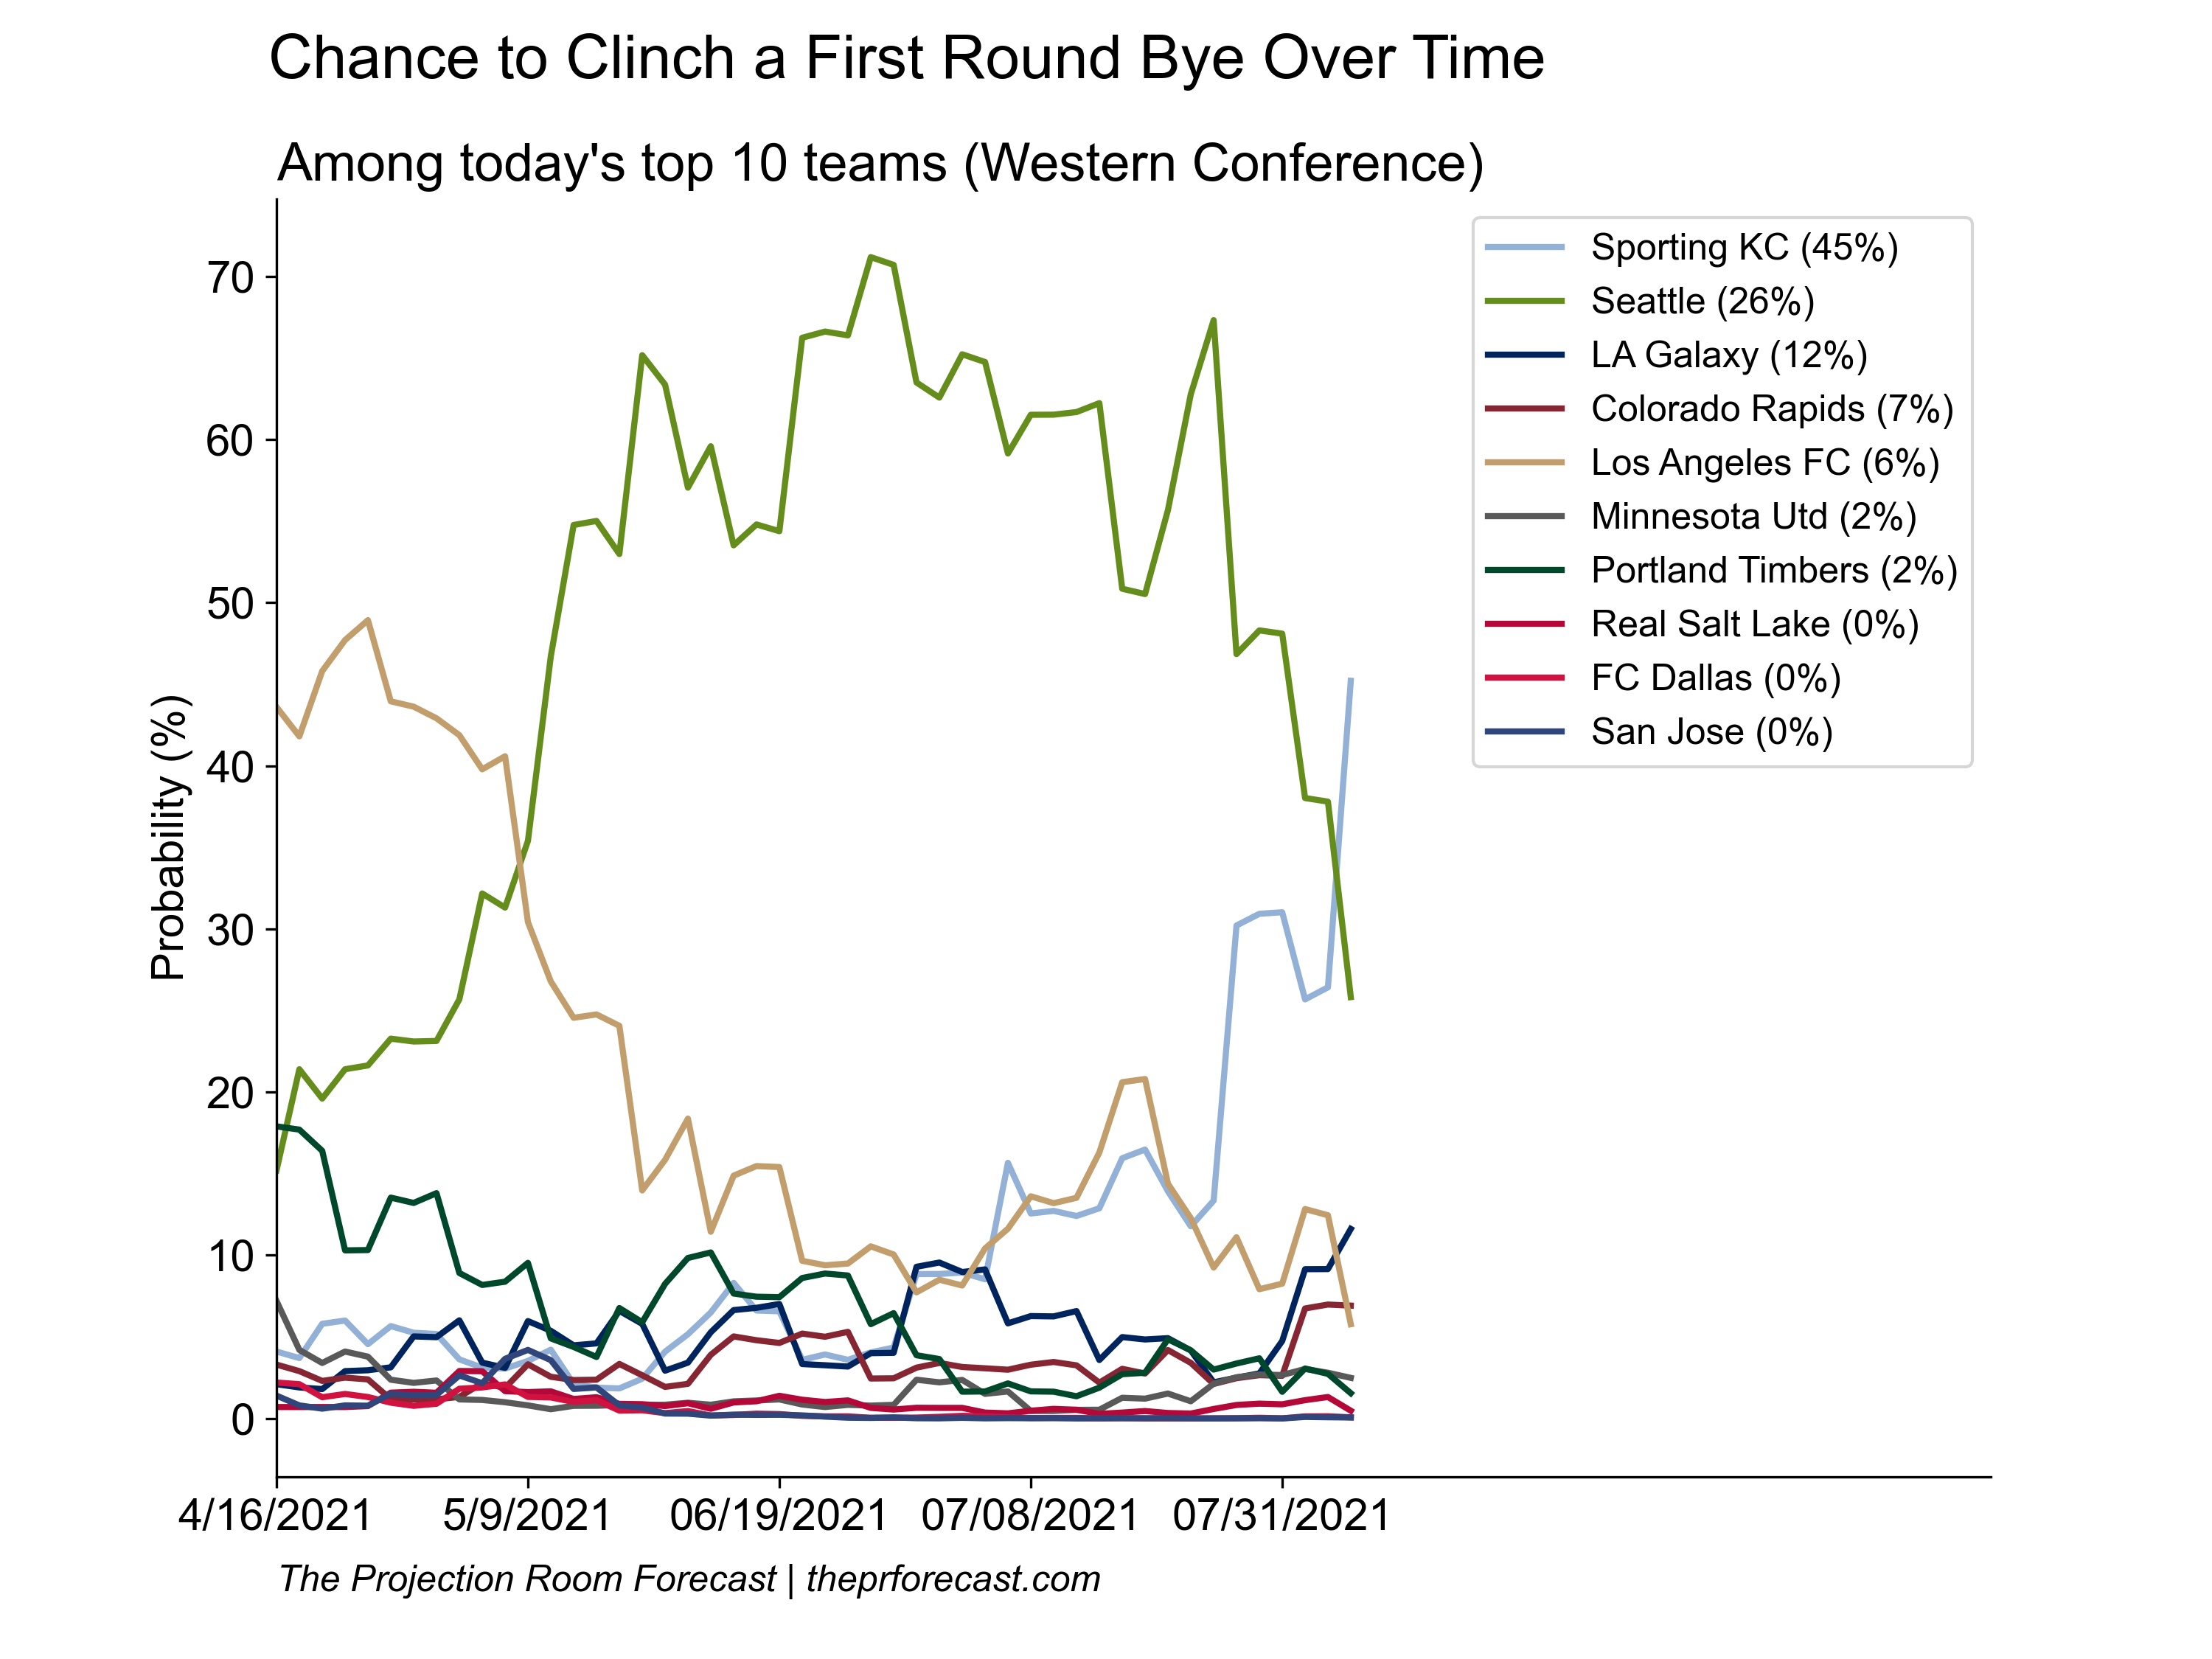 Chance to Clinch a First Round Bye Over Time
Among today's top 10 teams (Western Conference)
Sporting KC (45%)
Seattle (26%)
LA Galaxy (12%)
Colorado Rapids (7%)
Los Angeles FC (6%)
Minnesota Utd (2%)
Portland Timbers (2%)
Real Salt Lake (0%)
FC Dallas (0%)
San Jose (0%)
Probability (%)
70
60
50
40
30
20
10
0
4/16/2021 5/9/2021 06/19/2021 07/08/2021 07/31/2021
The Projection Room Forecast | theprforecast.com